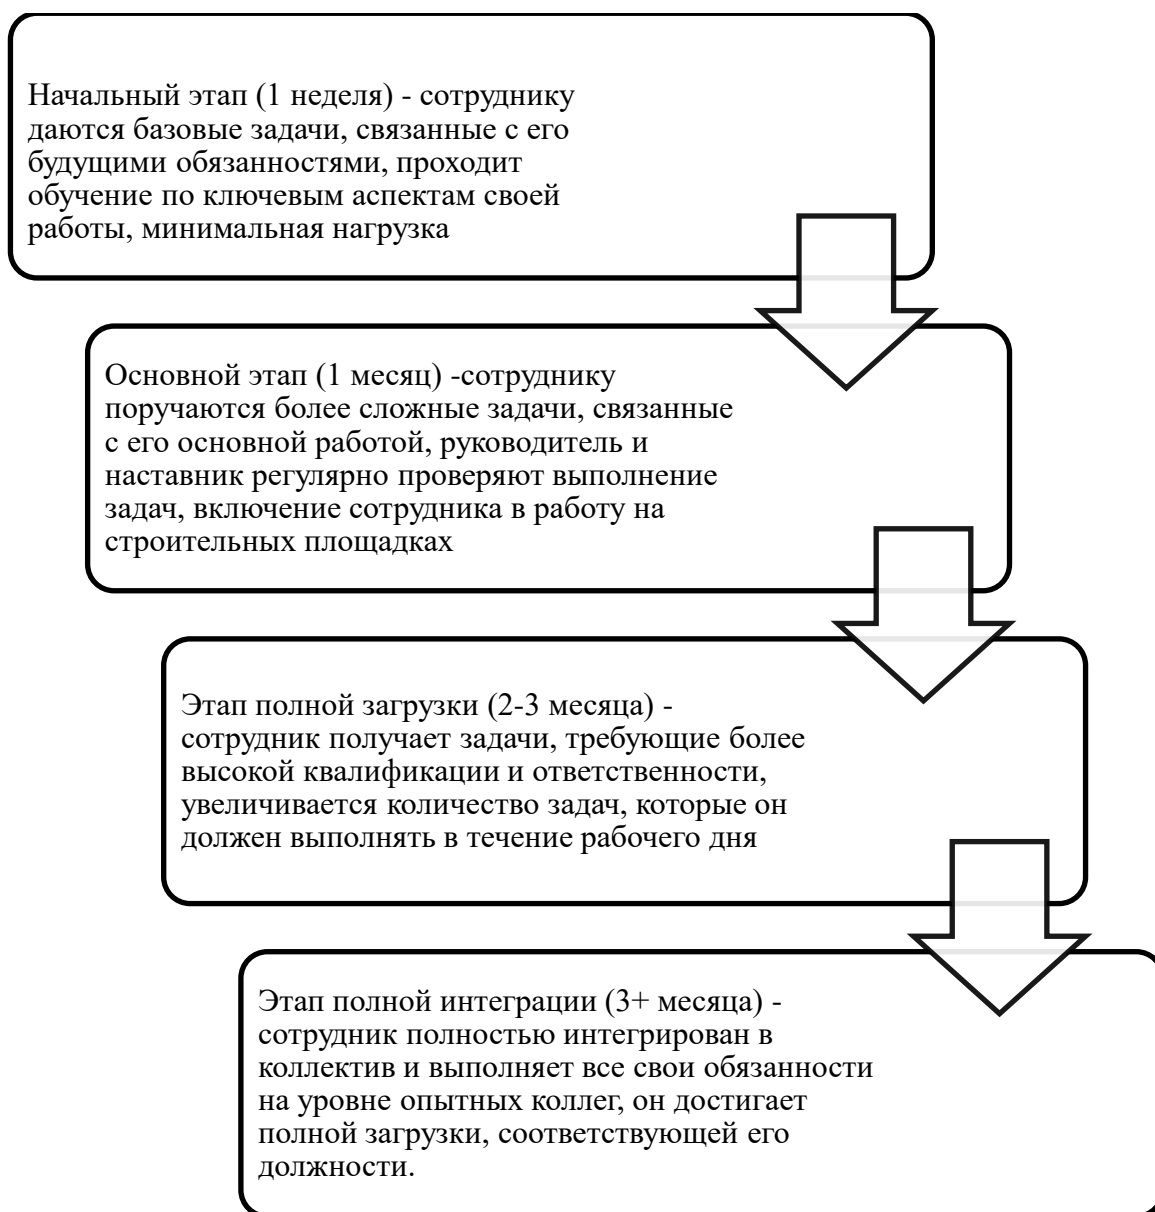 Начальный этап (1 неделя) - сотруднику
даются базовые задачи, связанные с его
будущими обязанностями, проходит
обучение по ключевым аспектам своей
работы, минимальная нагрузка
Основной этап (1 месяц) -сотруднику
поручаются более сложные задачи, связанные
с его основной работой, руководитель и
наставник регулярно проверяют выполнение
задач, включение сотрудника в работу на
строительных площадках
Этап полной загрузки (2-3 месяца) -
сотрудник получает задачи, требующие более
высокой квалификации и ответственности,
увеличивается количество задач, которые он
должен выполнять в течение рабочего дня
Этап полной интеграции (3+ месяца) -
сотрудник полностью интегрирован в
коллектив и выполняет все свои обязанности
на уровне опытных коллег, он достигает
полной загрузки, соответствующей его
должности.